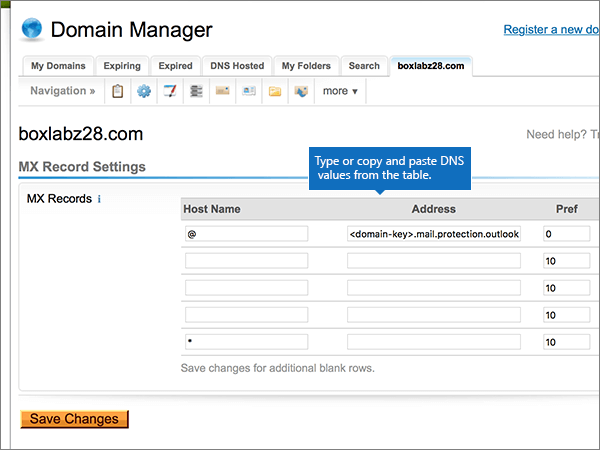 Domain Manager
Register a new do
My Domains Expiring Expired DNS Hosted My Folders Search boxlabz28.com
Navigation » more ▾
boxlabz28.com
Need help? Tr
MX Record Settings
Type or copy and paste DNS
values from the table.
MX Records i
Host Name Address Pref
@ <domain-key>.mail.protection.outlook 0
10
10
10
* 10
Save changes for additional blank rows.
Save Changes